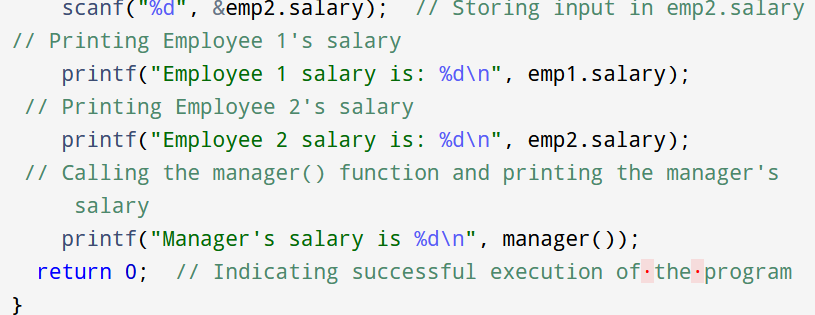 scanf("%d", &emp2.salary);  // Storing input in emp2.salary
// Printing Employee 1's salary
printf("Employee 1 salary is: %d\n", emp1.salary);
// Printing Employee 2's salary
printf("Employee 2 salary is: %d\n", emp2.salary);
// Calling the manager() function and printing the manager's
salary
printf("Manager's salary is %d\n", manager());
return 0;  // Indicating successful execution of·the·program
}